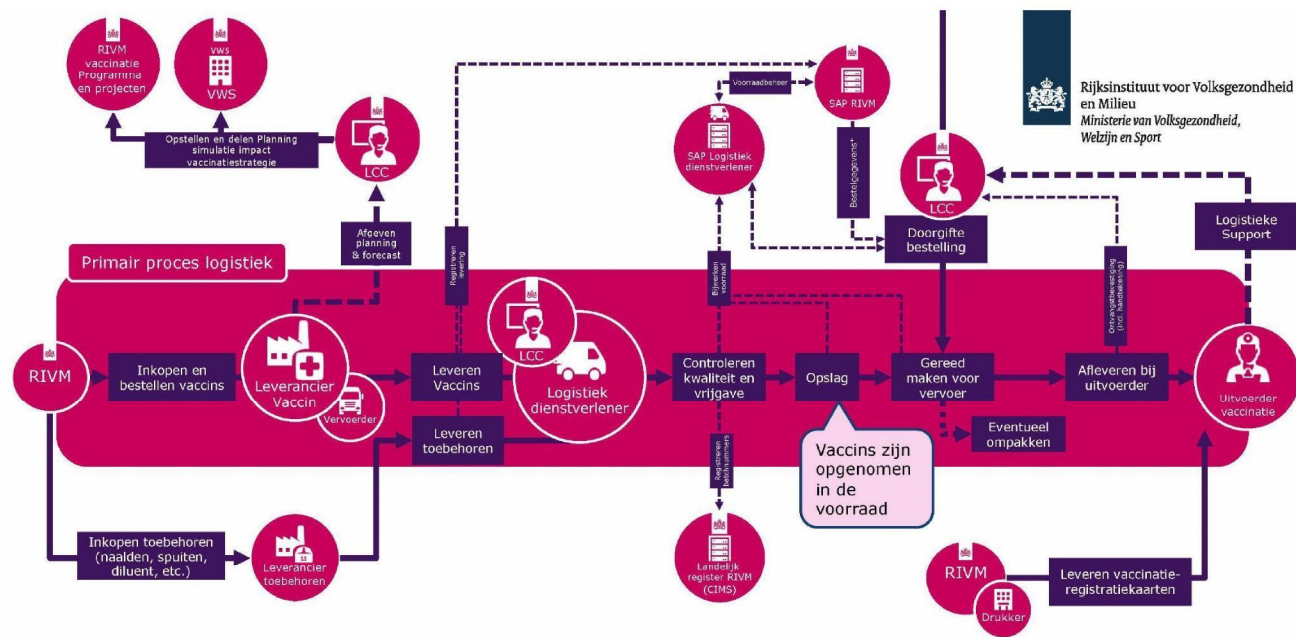 RIVM
vaccinatie
Programma
en projecten
vws
VWS
Opstellen en delen Planning
simulatie impact
vaccinatiestrategie
LCC
Afgeven
planning
& forecast
Registreren
levering
Voorraadbeheer
SAP RIVM
SAP Logistiek
dienstverlener
Bestelgegevens*
LCC
Doorgifte
bestelling
Rijksinstituut voor Volksgezondheid
en Milieu
Ministerie van Volksgezondheid,
Welzijn en Sport
Logistieke
Support
Ontvangstbevestiging
(incl. handtekening)
Bijwerken
voorraad
Primair proces logistiek
RIVM
Inkopen en
bestellen vaccins
Leverancier
Vaccin
Vervoerder
Leveren
Vaccins
Leveren
toebehoren
LCC
Logistiek
dienstverlener
Controleren
kwaliteit en
vrijgave
Opslag
Gereed
maken voor
vervoer
Afleveren bij
uitvoerder
Uitvoerder
vaccinatie
Eventueel
ompakken
Vaccins zijn
opgenomen
in de
voorraad
Registreren
batchnummers
Inkopen toebehoren
(naalden, spuiten,
diluent, etc.)
Leverancier
toebehoren
Landelijk
register RIVM
(CIMS)
RIVM
Drukker
Leveren vaccinatie-
registratiekaarten